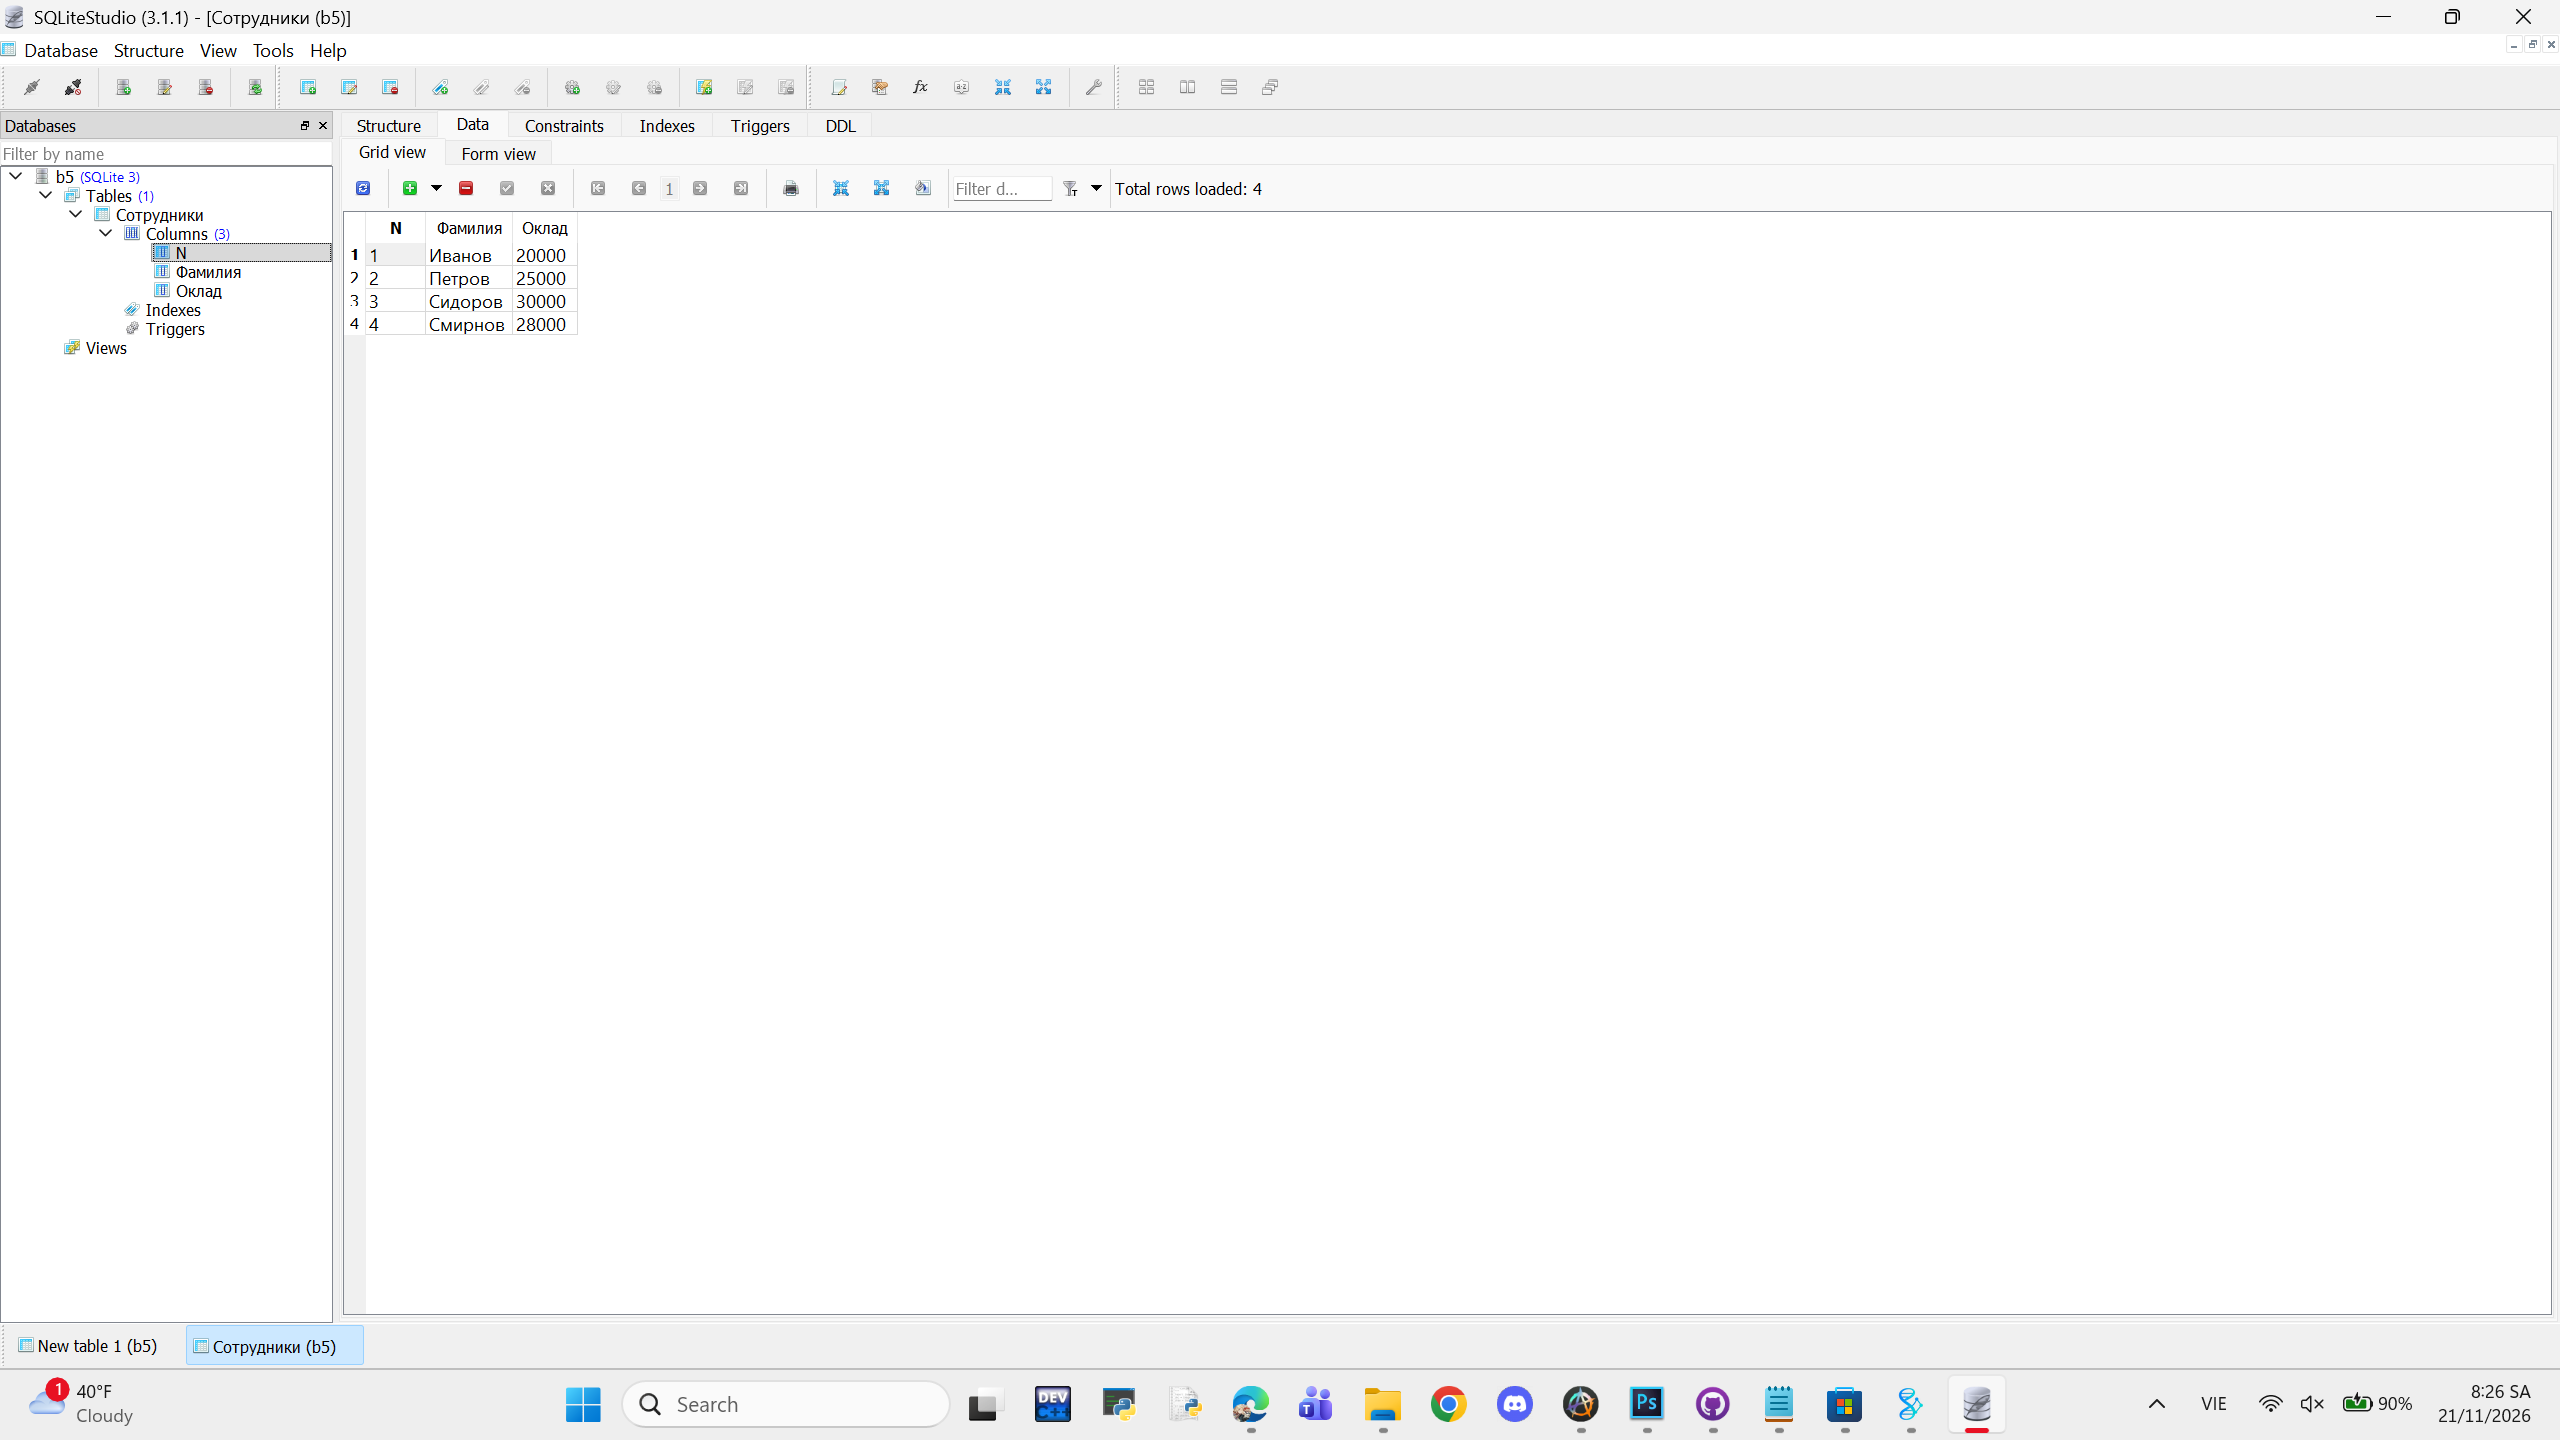 SQLiteStudio (3.1.1) - [Сотрудники (b5)]
Database Structure View Tools Help
Databases
Filter by name
b5 (SQLite 3)
Tables (1)
Сотрудники
Columns (3)
N
Фамилия
Оклад
Indexes
Triggers
Views
Structure Data Constraints Indexes Triggers DDL
Grid view Form view
1 Filter d... Total rows loaded: 4
N Фамилия Оклад
1 1 Иванов 20000
2 2 Петров 25000
3 3 Сидоров 30000
4 4 Смирнов 28000
New table 1 (b5) Сотрудники (b5)
1
40°F
Cloudy
Search
DEV
C++
T
Ps
VIE
90%
8:26 SA
21/11/2026